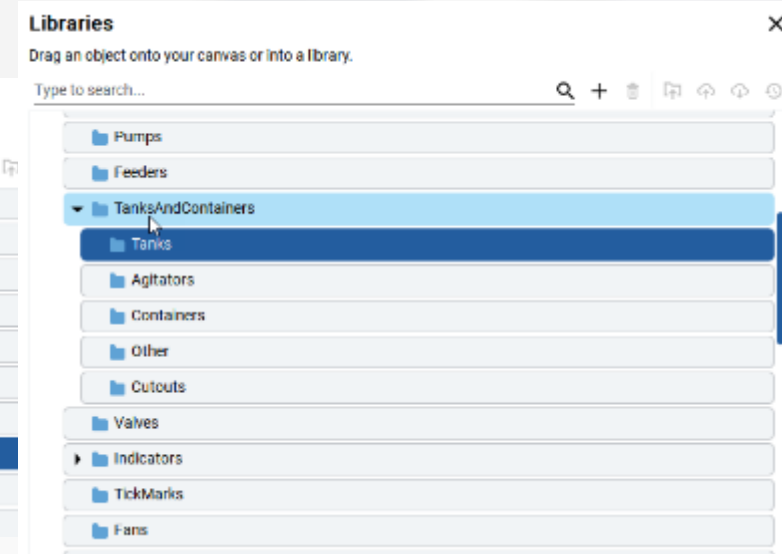 Libraries
Drag an object onto your canvas or into a library.
Type to search...
Pumps
Feeders
TanksAndContainers
Tanks
Agitators
Containers
Other
Cutouts
Valves
Indicators
TickMarks
Fans